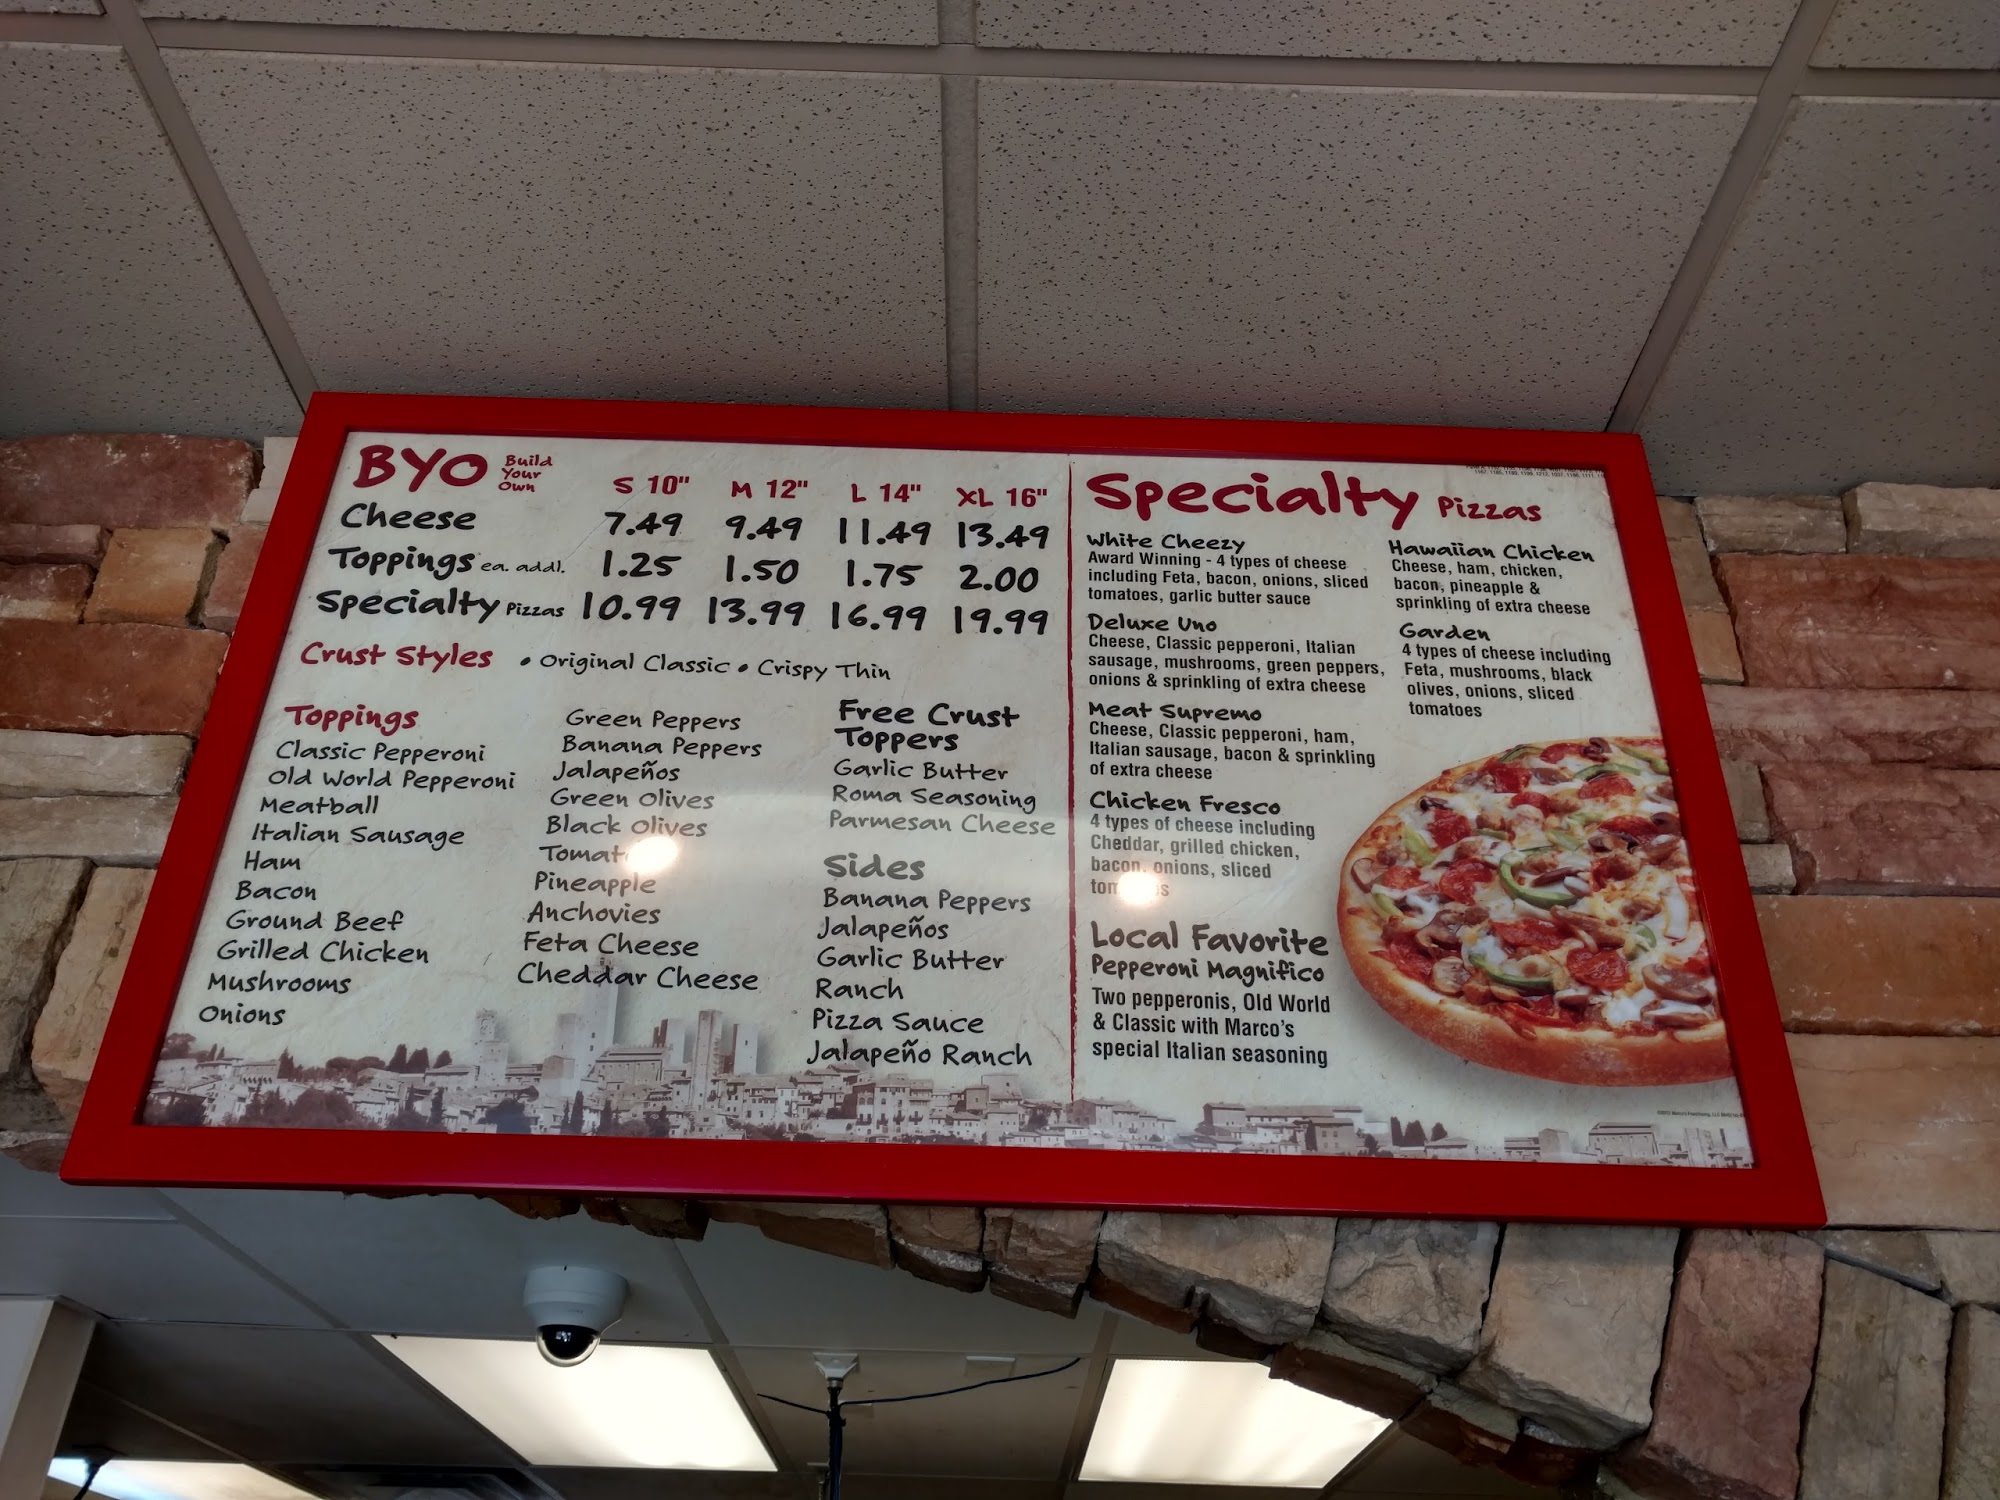 BYO Build
Your
Own
S 10" M 12" L 14" XL 16"
Cheese 7.49 9.49 11.49 13.49
Toppings ea. addl. 1.25 1.50 1.75 2.00
Specialty Pizzas 10.99 13.99 16.99 19.99
Crust Styles • Original Classic • Crispy Thin
Toppings
Classic Pepperoni
Old World Pepperoni
Meatball
Italian Sausage
Ham
Bacon
Ground Beef
Grilled Chicken
Mushrooms
Onions
Green Peppers
Banana Peppers
Jalapeños
Green Olives
Black Olives
Pineapple
Anchovies
Feta Cheese
Cheddar Cheese
Free Crust
Toppers
Garlic Butter
Roma Seasoning
Parmesan Cheese
Sides
Banana Peppers
Jalapeños
Garlic Butter
Ranch
Pizza Sauce
Jalapeño Ranch
Specialty Pizzas
White Cheezy
Award Winning - 4 types of cheese
including Feta, bacon, onions, sliced
tomatoes, garlic butter sauce
Deluxe Uno
Cheese, Classic pepperoni, Italian
sausage, mushrooms, green peppers,
onions & sprinkling of extra cheese
Meat Supremo
Cheese, Classic pepperoni, ham,
Italian sausage, bacon & sprinkling
of extra cheese
Chicken Fresco
4 types of cheese including
Cheddar, grilled chicken,
bacon, onions, sliced
Hawaiian Chicken
Cheese, ham, chicken,
bacon, pineapple &
sprinkling of extra cheese
Garden
4 types of cheese including
Feta, mushrooms, black
olives, onions, sliced
tomatoes
Local Favorite
Pepperoni Magnifico
Two pepperonis, Old World
& Classic with Marco's
special Italian seasoning